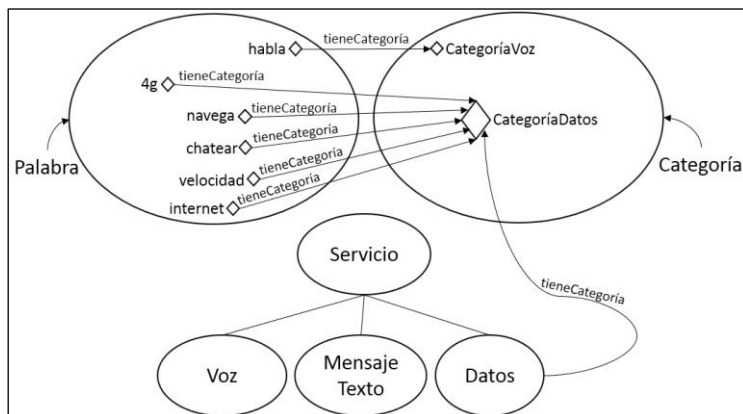 habla
tieneCategoría
CategoríaVoz
4g
tieneCategoría
navega
tieneCategoría
CategoríaDatos
chatear
tieneCategoría
Palabra
Categoría
velocidad
tieneCategoría
internet
tieneCategoría
Servicio
tieneCategoría
Voz
Mensaje
Texto
Datos